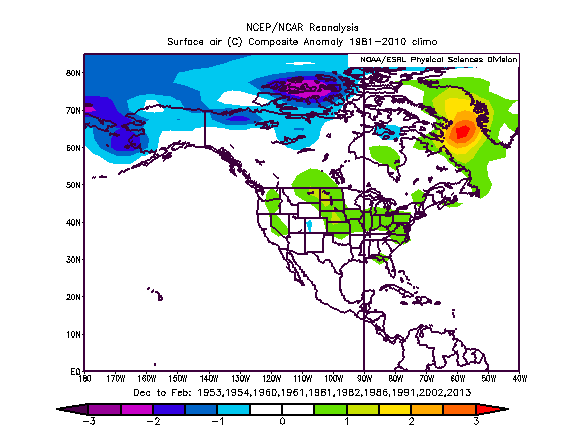 NCEP/NCAR Reanalysis
Surface air (C) Composite Anomaly 1981-2010 climo
NOAA/ESRL Physical Sciences Division
80N
70N
60N
50N
40N
30N
20N
10N
EQ
180 170W 160W 150W 140W 130W 120W 110W 100W 90W 80W 70W 60W 50W 40W
Dec to Feb: 1953,1954,1960,1961,1981,1982,1986,1991,2002,2013
-3 -2 -1 0 1 2 3